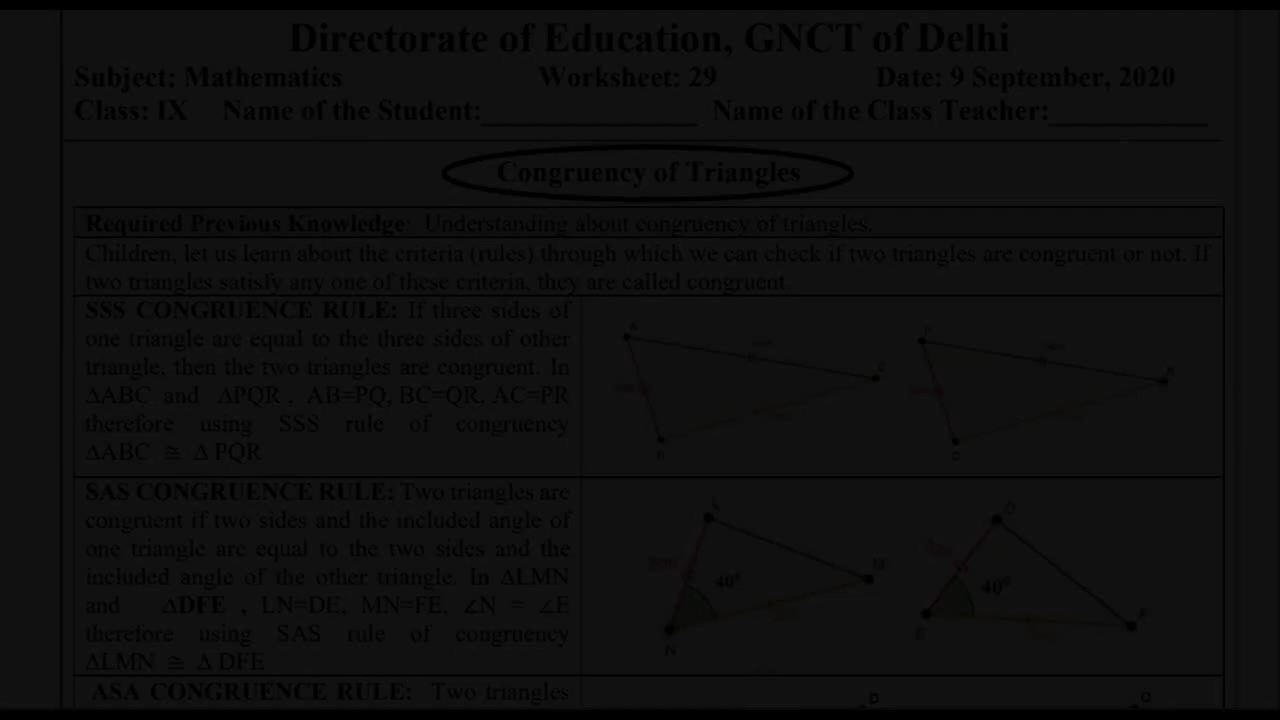 Directorate of Education, GNCT of Delhi
Subject: Mathematics Worksheet: 29 Date: 9 September, 2020
Class: IX Name of the Student:_______________ Name of the Class Teacher:___________
Congruency of Triangles
Required Previous Knowledge: Understanding about congruency of triangles.
Children, let us learn about the criteria (rules) through which we can check if two triangles are congruent or not. If
two triangles satisfy any one of these criteria, they are called congruent.
SSS CONGRUENCE RULE: If three sides of
one triangle are equal to the three sides of other
triangle, then the two triangles are congruent. In
ΔABC and ΔPQR , AB=PQ, BC=QR, AC=PR
therefore using SSS rule of congruency
ΔABC ≅ Δ PQR
SAS CONGRUENCE RULE: Two triangles are
congruent if two sides and the included angle of
one triangle are equal to the two sides and the
included angle of the other triangle. In ΔLMN
and ΔDFE , LN=DE, MN=FE, ∠N = ∠E
therefore using SAS rule of congruency
ΔLMN ≅ Δ DFE
L
D
40⁰
40⁰
N
ASA CONGRUENCE RULE: Two triangles
D
Q